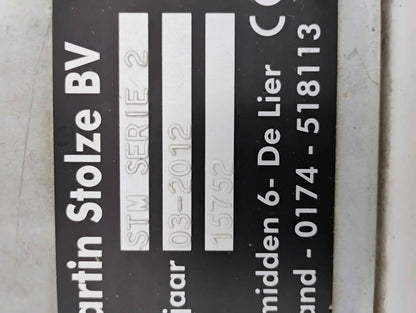 artin Stolze BV
STM SERIE 2
jaar 03-2012
15752
midden 6- De Lier CE
and - 0174 - 518113